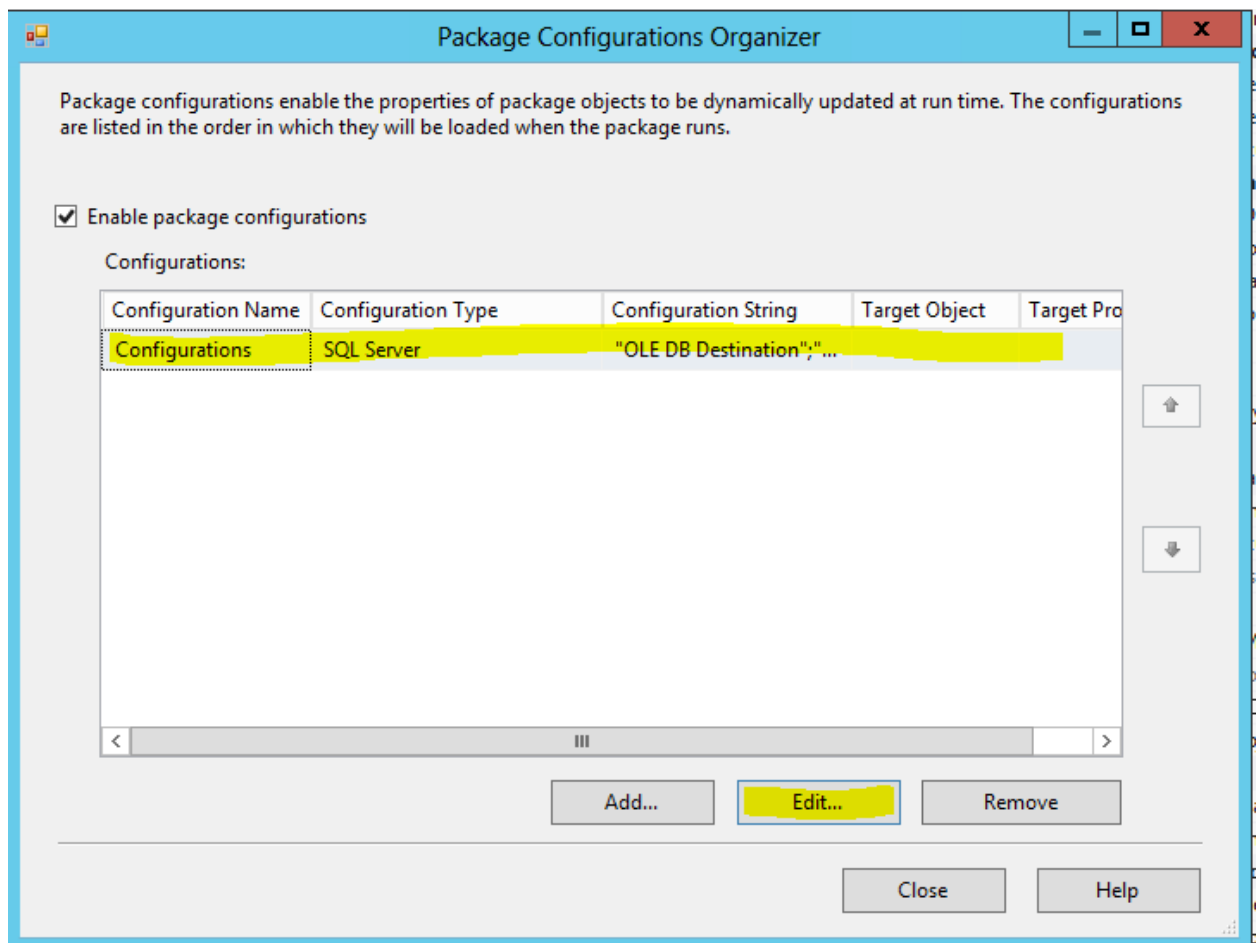 Package Configurations Organizer
Package configurations enable the properties of package objects to be dynamically updated at run time. The configurations
are listed in the order in which they will be loaded when the package runs.
Enable package configurations
Configurations:
Configuration Name Configuration Type Configuration String Target Object Target Pro
Configurations SQL Server "OLE DB Destination";"...
Add... Edit... Remove
Close Help